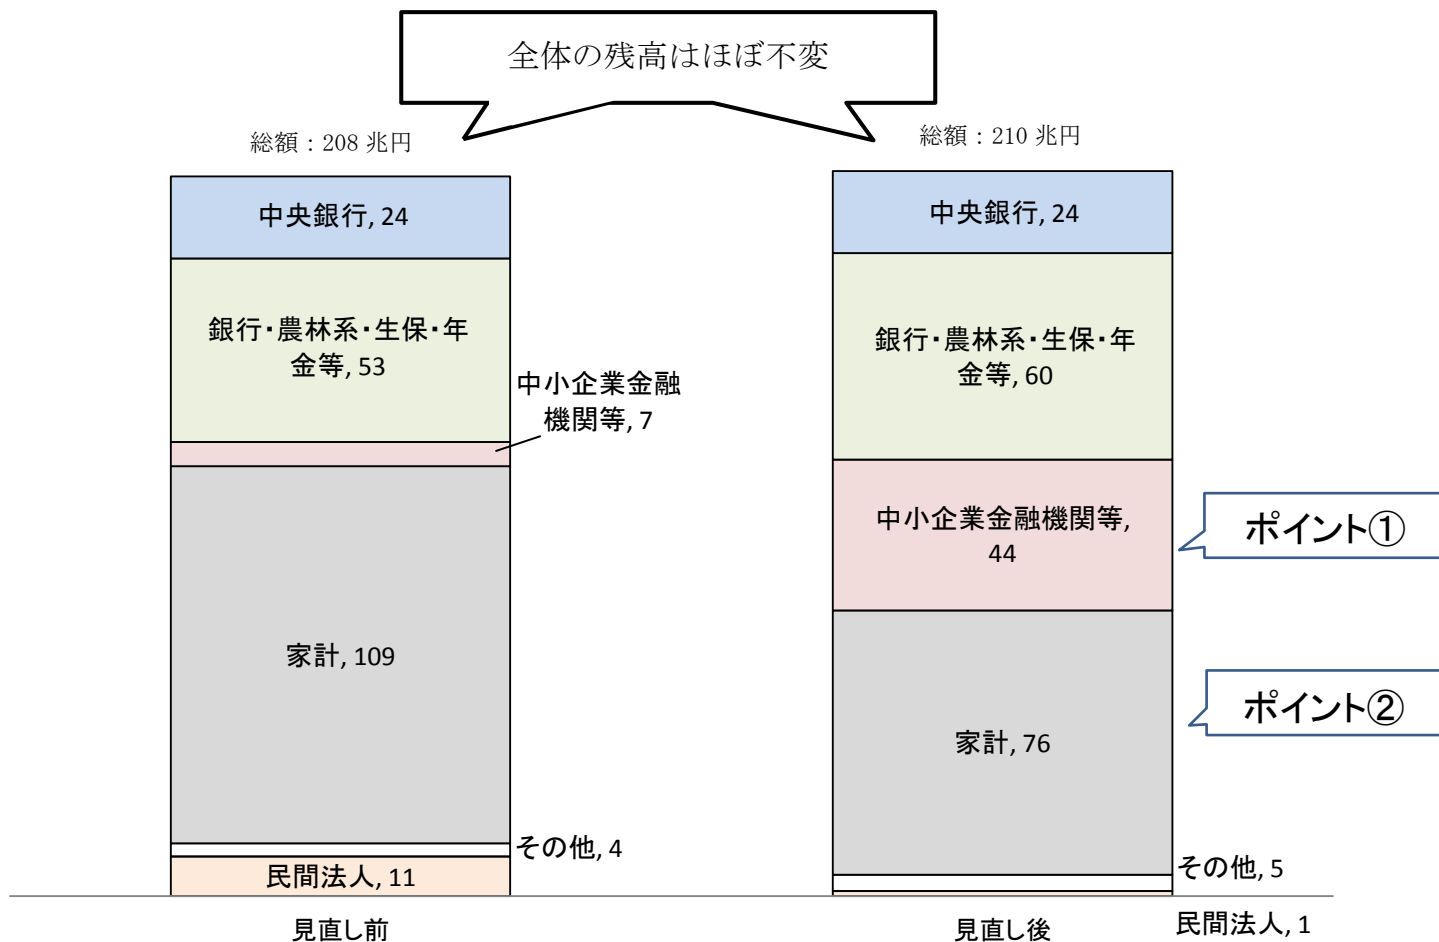 全体の残高はほぼ不変
総額：208 兆円
総額：210 兆円
中央銀行, 24
銀行・農林系・生保・年
金等, 53
中小企業金融
機関等, 7
家計, 109
その他, 4
民間法人, 11
見直し前
中央銀行, 24
銀行・農林系・生保・年
金等, 60
中小企業金融機関等,
44
家計, 76
その他, 5
民間法人, 1
見直し後
ポイント①
ポイント②